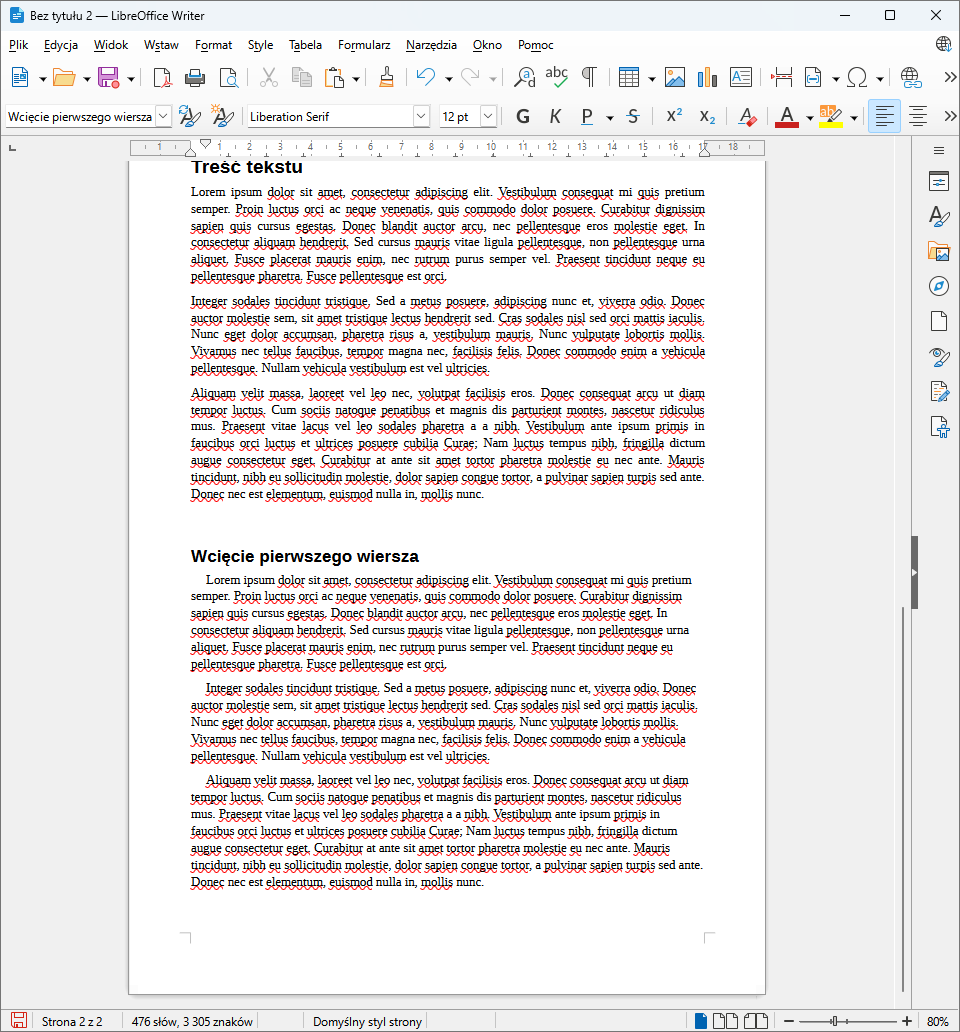 Bez tytułu 2 — LibreOffice Writer
Plik Edycja Widok Wstaw Format Style Tabela Formularz Narzędzia Okno Pomoc
abc
Wcięcie pierwszego wiersza Liberation Serif 12 pt G K P S X² X₂ A ab
1 1 2 3 4 5 6 7 8 9 10 11 12 13 14 15 16 17 18
Treść tekstu
Lorem ipsum dolor sit amet, consectetur adipiscing elit. Vestibulum consequat mi quis pretium
semper. Proin luctus orci ac neque venenatis, quis commodo dolor posuere. Curabitur dignissim
sapien quis cursus egestas. Donec blandit auctor arcu, nec pellentesque eros molestie eget. In
consectetur aliquam hendrerit. Sed cursus mauris vitae ligula pellentesque, non pellentesque urna
aliquet. Fusce placerat mauris enim, nec rutrum purus semper vel. Praesent tincidunt neque eu
pellentesque pharetra. Fusce pellentesque est orci.
Integer sodales tincidunt tristique. Sed a metus posuere, adipiscing nunc et, viverra odio. Donec
auctor molestie sem, sit amet tristique lectus hendrerit sed. Cras sodales nisl sed orci mattis iaculis.
Nunc eget dolor accumsan, pharetra risus a, vestibulum mauris. Nunc vulputate lobortis mollis.
Vivamus nec tellus faucibus, tempor magna nec, facilisis felis. Donec commodo enim a vehicula
pellentesque. Nullam vehicula vestibulum est vel ultricies.
Aliquam velit massa, laoreet vel leo nec, volutpat facilisis eros. Donec consequat arcu ut diam
tempor luctus. Cum sociis natoque penatibus et magnis dis parturient montes, nascetur ridiculus
mus. Praesent vitae lacus vel leo sodales pharetra a a nibh. Vestibulum ante ipsum primis in
faucibus orci luctus et ultrices posuere cubilia Curae; Nam luctus tempus nibh, fringilla dictum
augue consectetur eget. Curabitur at ante sit amet tortor pharetra molestie eu nec ante. Mauris
tincidunt, nibh eu sollicitudin molestie, dolor sapien congue tortor, a pulvinar sapien turpis sed ante.
Donec nec est elementum, euismod nulla in, mollis nunc.
Wcięcie pierwszego wiersza
Lorem ipsum dolor sit amet, consectetur adipiscing elit. Vestibulum consequat mi quis pretium
semper. Proin luctus orci ac neque venenatis, quis commodo dolor posuere. Curabitur dignissim
sapien quis cursus egestas. Donec blandit auctor arcu, nec pellentesque eros molestie eget. In
consectetur aliquam hendrerit. Sed cursus mauris vitae ligula pellentesque, non pellentesque urna
aliquet. Fusce placerat mauris enim, nec rutrum purus semper vel. Praesent tincidunt neque eu
pellentesque pharetra. Fusce pellentesque est orci.
Integer sodales tincidunt tristique. Sed a metus posuere, adipiscing nunc et, viverra odio. Donec
auctor molestie sem, sit amet tristique lectus hendrerit sed. Cras sodales nisl sed orci mattis iaculis.
Nunc eget dolor accumsan, pharetra risus a, vestibulum mauris. Nunc vulputate lobortis mollis.
Vivamus nec tellus faucibus, tempor magna nec, facilisis felis. Donec commodo enim a vehicula
pellentesque. Nullam vehicula vestibulum est vel ultricies.
Aliquam velit massa, laoreet vel leo nec, volutpat facilisis eros. Donec consequat arcu ut diam
tempor luctus. Cum sociis natoque penatibus et magnis dis parturient montes, nascetur ridiculus
mus. Praesent vitae lacus vel leo sodales pharetra a a nibh. Vestibulum ante ipsum primis in
faucibus orci luctus et ultrices posuere cubilia Curae; Nam luctus tempus nibh, fringilla dictum
augue consectetur eget. Curabitur at ante sit amet tortor pharetra molestie eu nec ante. Mauris
tincidunt, nibh eu sollicitudin molestie, dolor sapien congue tortor, a pulvinar sapien turpis sed ante.
Donec nec est elementum, euismod nulla in, mollis nunc.
Strona 2 z 2 476 słów, 3 305 znaków Domyślny styl strony 80%